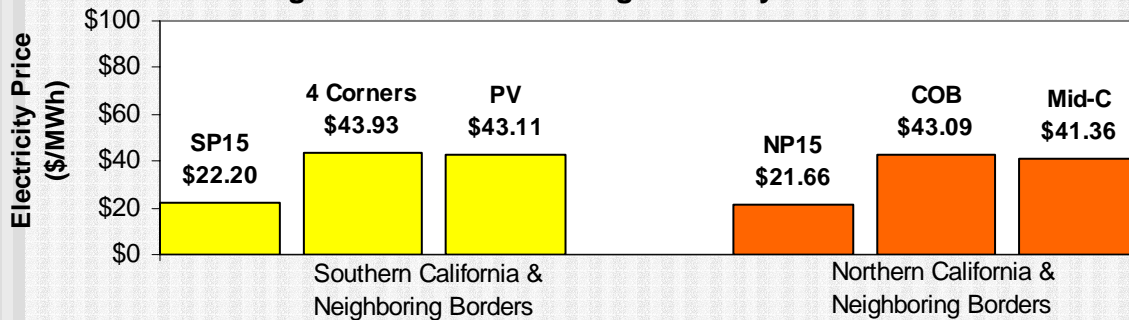 Electricity Price
($/MWh)
$100
$80
$60
$40
$20
$0
SP15
$22.20
4 Corners
$43.93
PV
$43.11
NP15
$21.66
COB
$43.09
Mid-C
$41.36
Southern California &
Neighboring Borders
Northern California &
Neighboring Borders